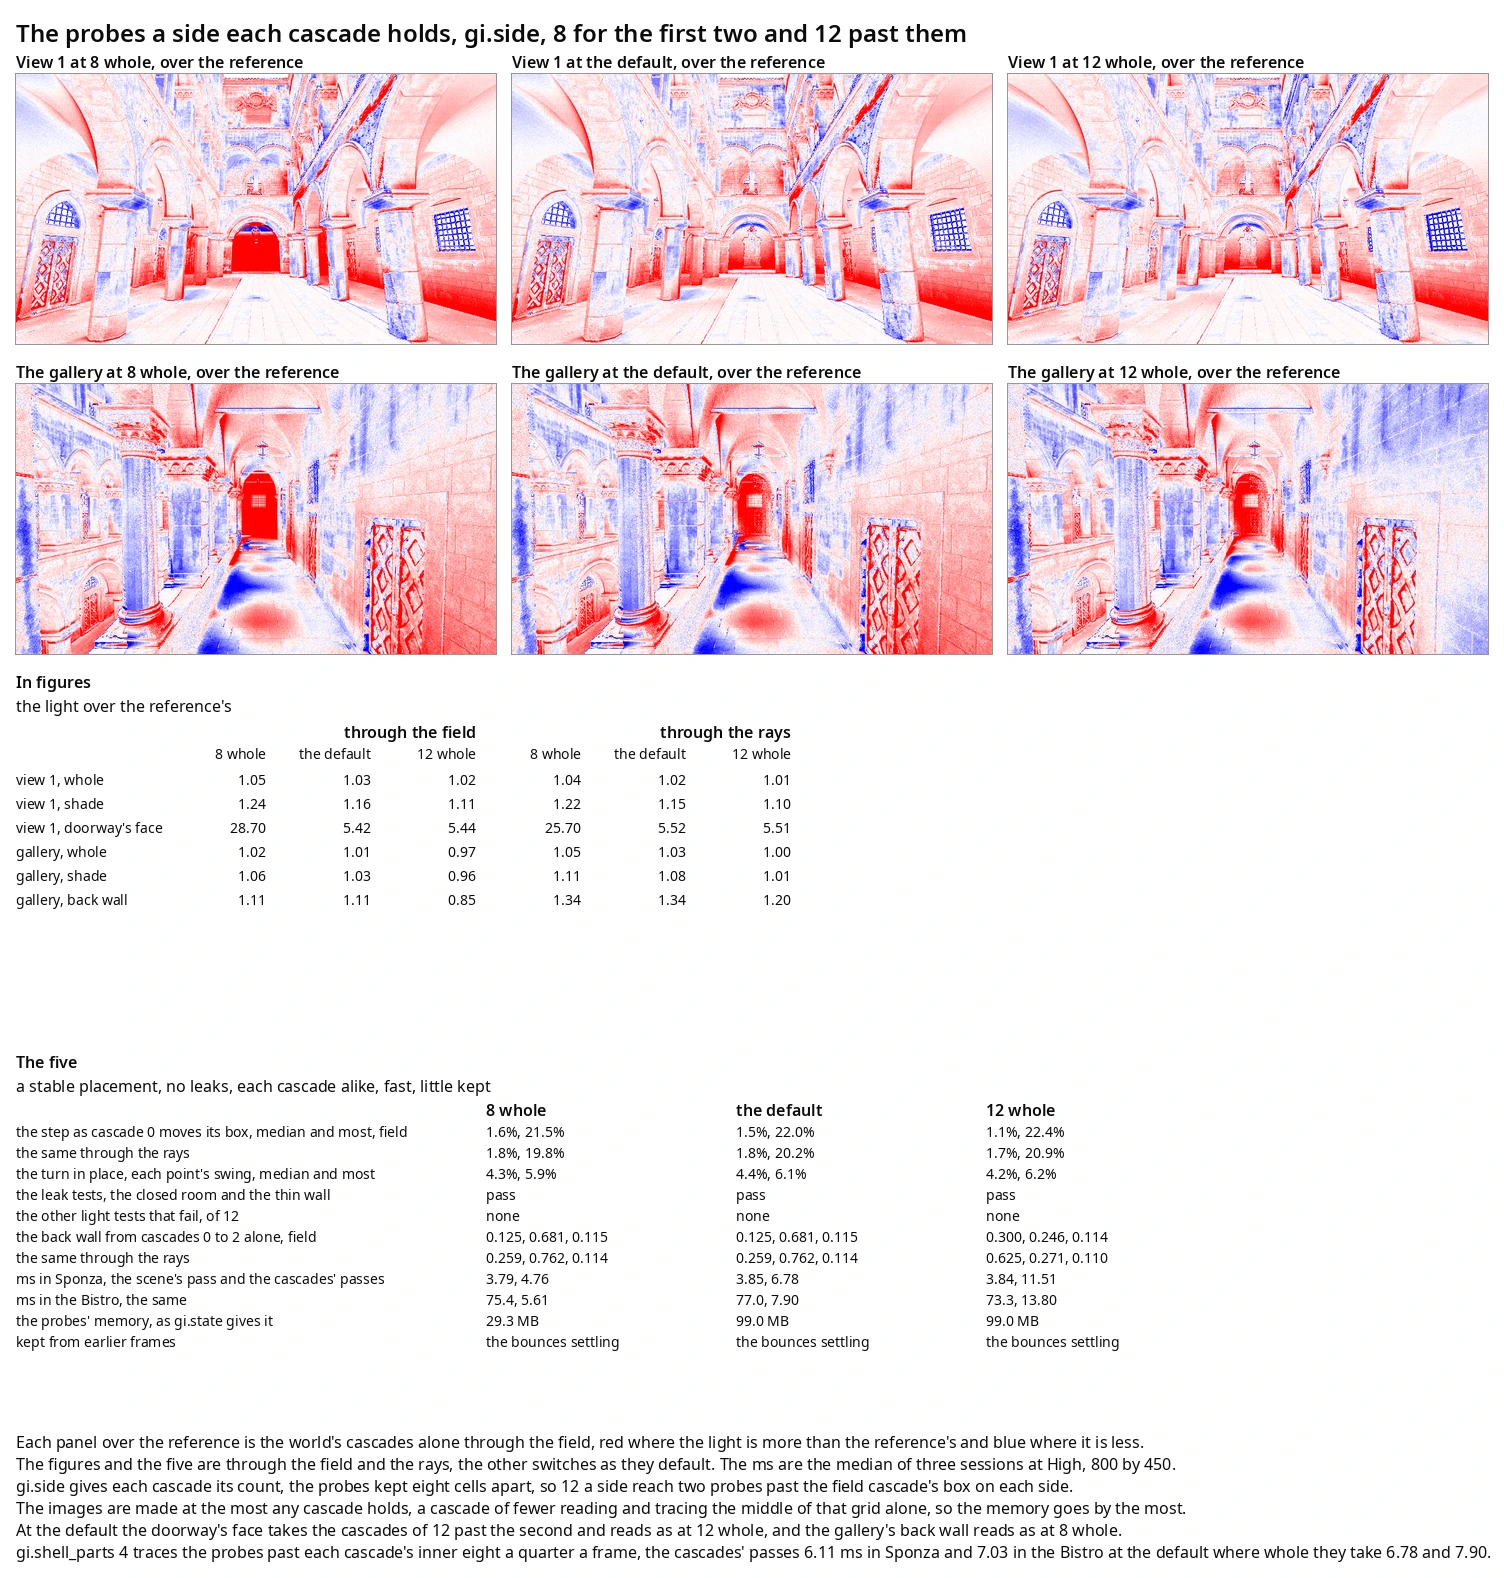 The probes a side each cascade holds, gi.side, 8 for the first two and 12 past them
View 1 at 8 whole, over the reference
View 1 at the default, over the reference
View 1 at 12 whole, over the reference
The gallery at 8 whole, over the reference
The gallery at the default, over the reference
The gallery at 12 whole, over the reference
In figures
the light over the reference's
through the field through the rays
8 whole the default 12 whole 8 whole the default 12 whole
view 1, whole 1.05 1.03 1.02 1.04 1.02 1.01
view 1, shade 1.24 1.16 1.11 1.22 1.15 1.10
view 1, doorway's face 28.70 5.42 5.44 25.70 5.52 5.51
gallery, whole 1.02 1.01 0.97 1.05 1.03 1.00
gallery, shade 1.06 1.03 0.96 1.11 1.08 1.01
gallery, back wall 1.11 1.11 0.85 1.34 1.34 1.20
The five
a stable placement, no leaks, each cascade alike, fast, little kept
8 whole the default 12 whole
the step as cascade 0 moves its box, median and most, field 1.6%, 21.5% 1.5%, 22.0% 1.1%, 22.4%
the same through the rays 1.8%, 19.8% 1.8%, 20.2% 1.7%, 20.9%
the turn in place, each point's swing, median and most 4.3%, 5.9% 4.4%, 6.1% 4.2%, 6.2%
the leak tests, the closed room and the thin wall pass pass pass
the other light tests that fail, of 12 none none none
the back wall from cascades 0 to 2 alone, field 0.125, 0.681, 0.115 0.125, 0.681, 0.115 0.300, 0.246, 0.114
the same through the rays 0.259, 0.762, 0.114 0.259, 0.762, 0.114 0.625, 0.271, 0.110
ms in Sponza, the scene's pass and the cascades' passes 3.79, 4.76 3.85, 6.78 3.84, 11.51
ms in the Bistro, the same 75.4, 5.61 77.0, 7.90 73.3, 13.80
the probes' memory, as gi.state gives it 29.3 MB 99.0 MB 99.0 MB
kept from earlier frames the bounces settling the bounces settling the bounces settling
Each panel over the reference is the world's cascades alone through the field, red where the light is more than the reference's and blue where it is less.
The figures and the five are through the field and the rays, the other switches as they default. The ms are the median of three sessions at High, 800 by 450.
gi.side gives each cascade its count, the probes kept eight cells apart, so 12 a side reach two probes past the field cascade's box on each side.
The images are made at the most any cascade holds, a cascade of fewer reading and tracing the middle of that grid alone, so the memory goes by the most.
At the default the doorway's face takes the cascades of 12 past the second and reads as at 12 whole, and the gallery's back wall reads as at 8 whole.
gi.shell_parts 4 traces the probes past each cascade's inner eight a quarter a frame, the cascades' passes 6.11 ms in Sponza and 7.03 in the Bistro at the default where whole they take 6.78 and 7.90.